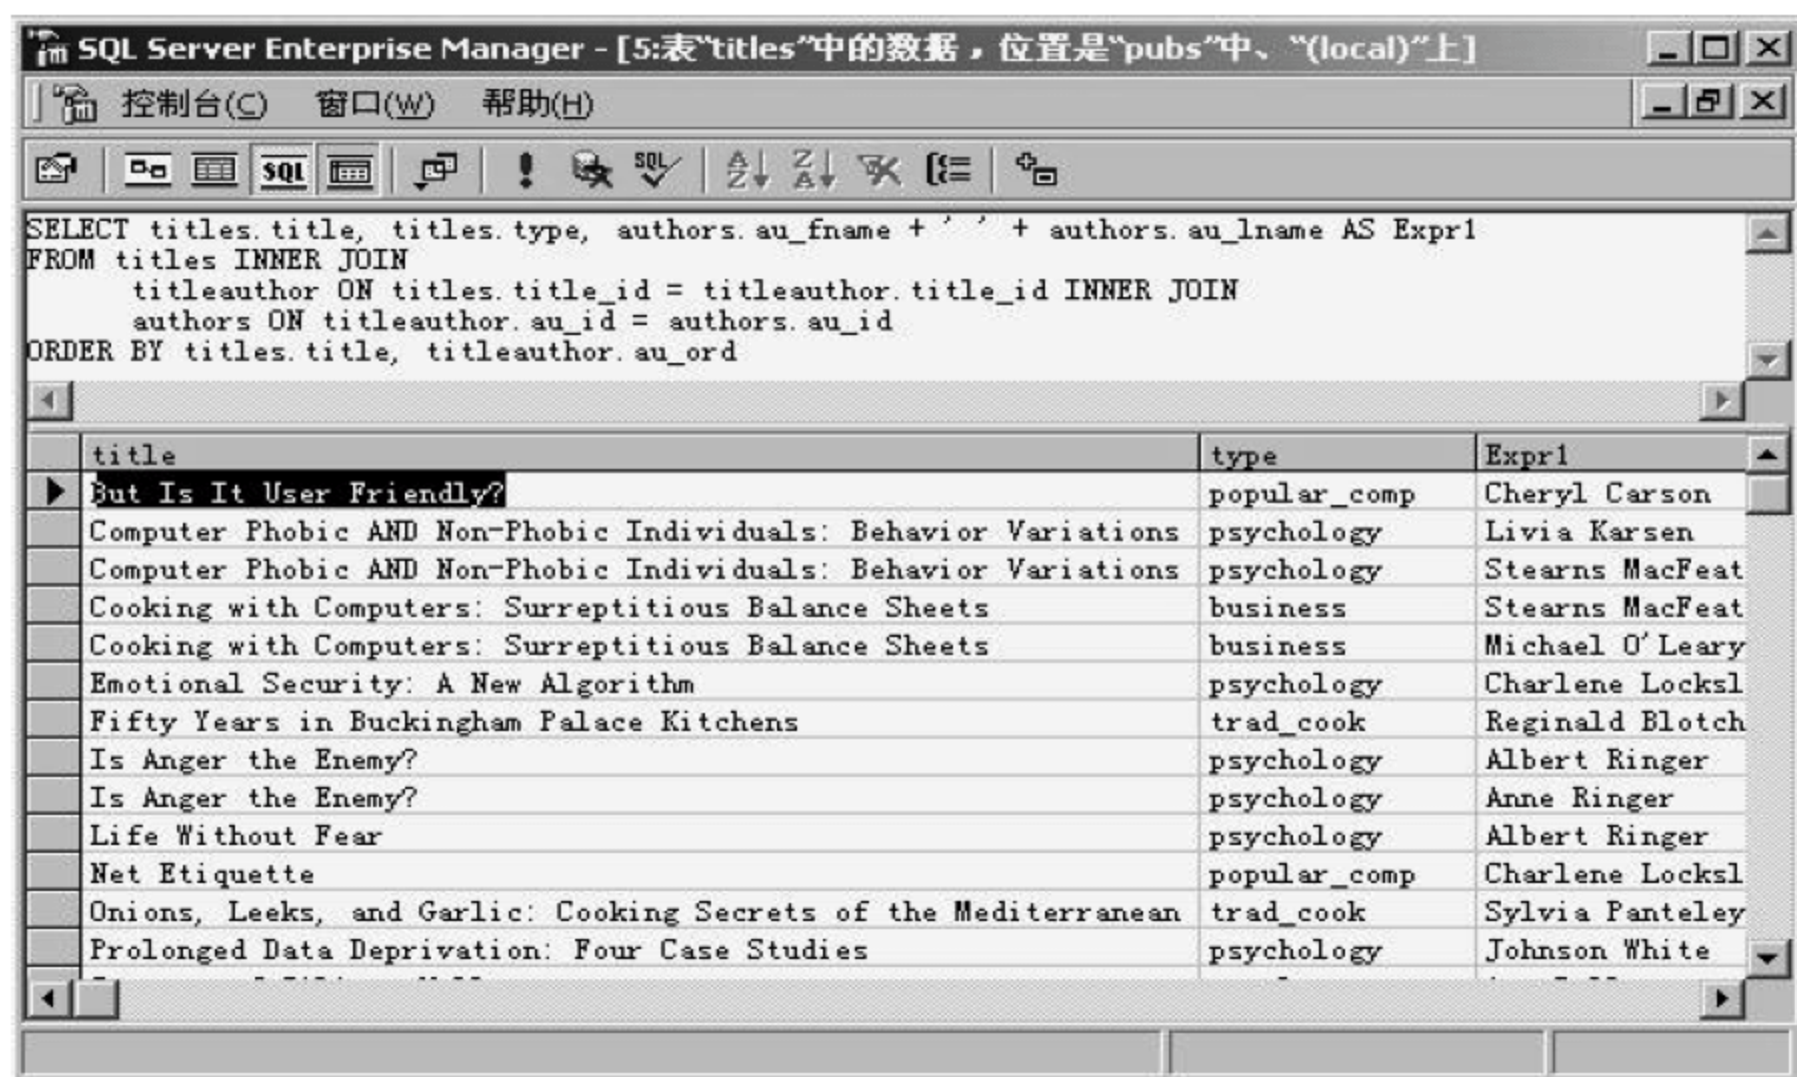 SQL Server Enterprise Manager - [5:表“titles”中的数据，位置是“pubs”中、“(local)”上]
控制台(C) 窗口(W) 帮助(H)
SQL SQL A Z Z A
SELECT titles.title, titles.type, authors.au_fname + ' ' + authors.au_lname AS Expr1
FROM titles INNER JOIN
titleauthor ON titles.title_id = titleauthor.title_id INNER JOIN
authors ON titleauthor.au_id = authors.au_id
ORDER BY titles.title, titleauthor.au_ord
title type Expr1
But Is It User Friendly? popular_comp Cheryl Carson
Computer Phobic AND Non-Phobic Individuals: Behavior Variations psychology Livia Karsen
Computer Phobic AND Non-Phobic Individuals: Behavior Variations psychology Stearns MacFeat
Cooking with Computers: Surreptitious Balance Sheets business Stearns MacFeat
Cooking with Computers: Surreptitious Balance Sheets business Michael O'Leary
Emotional Security: A New Algorithm psychology Charlene Locksl
Fifty Years in Buckingham Palace Kitchens trad_cook Reginald Blotch
Is Anger the Enemy? psychology Albert Ringer
Is Anger the Enemy? psychology Anne Ringer
Life Without Fear psychology Albert Ringer
Net Etiquette popular_comp Charlene Locksl
Onions, Leeks, and Garlic: Cooking Secrets of the Mediterranean trad_cook Sylvia Panteley
Prolonged Data Deprivation: Four Case Studies psychology Johnson White